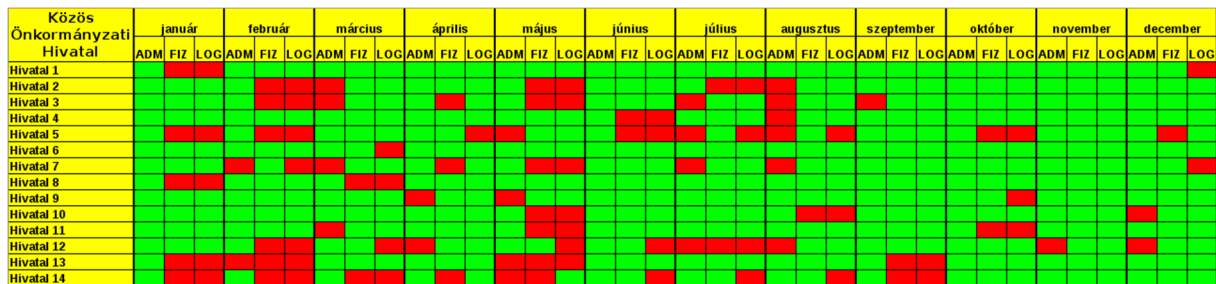 Közös
Önkormányzati
Hivatal
január február március április május június július augusztus szeptember október november december
ADM FIZ LOG ADM FIZ LOG ADM FIZ LOG ADM FIZ LOG ADM FIZ LOG ADM FIZ LOG ADM FIZ LOG ADM FIZ LOG ADM FIZ LOG ADM FIZ LOG ADM FIZ LOG ADM FIZ LOG
Hivatal 1
Hivatal 2
Hivatal 3
Hivatal 4
Hivatal 5
Hivatal 6
Hivatal 7
Hivatal 8
Hivatal 9
Hivatal 10
Hivatal 11
Hivatal 12
Hivatal 13
Hivatal 14